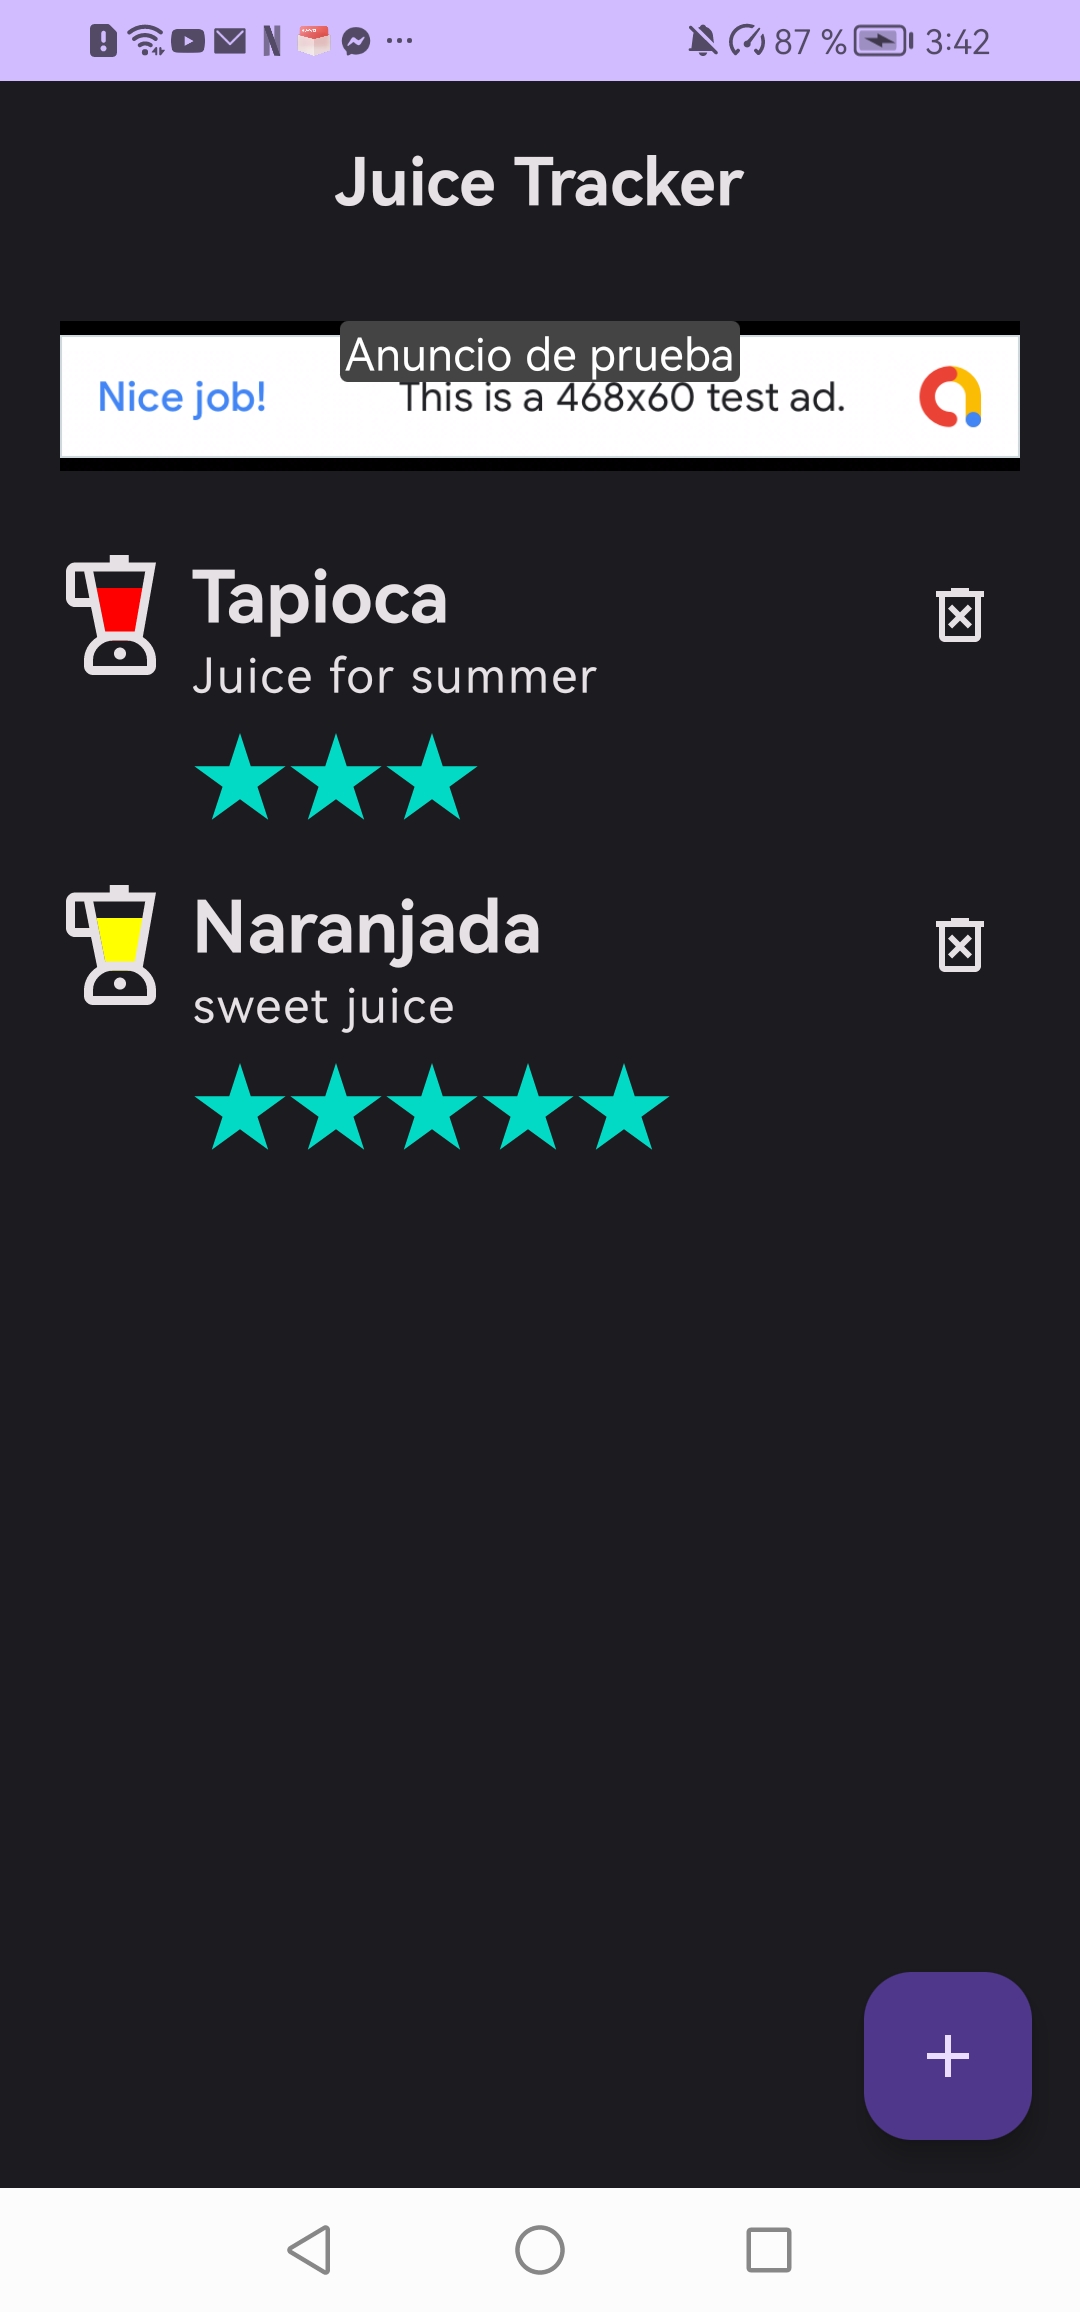 87 % 3:42
Juice Tracker
Anuncio de prueba
Nice job! This is a 468x60 test ad.
Tapioca
Juice for summer
Naranjada
sweet juice